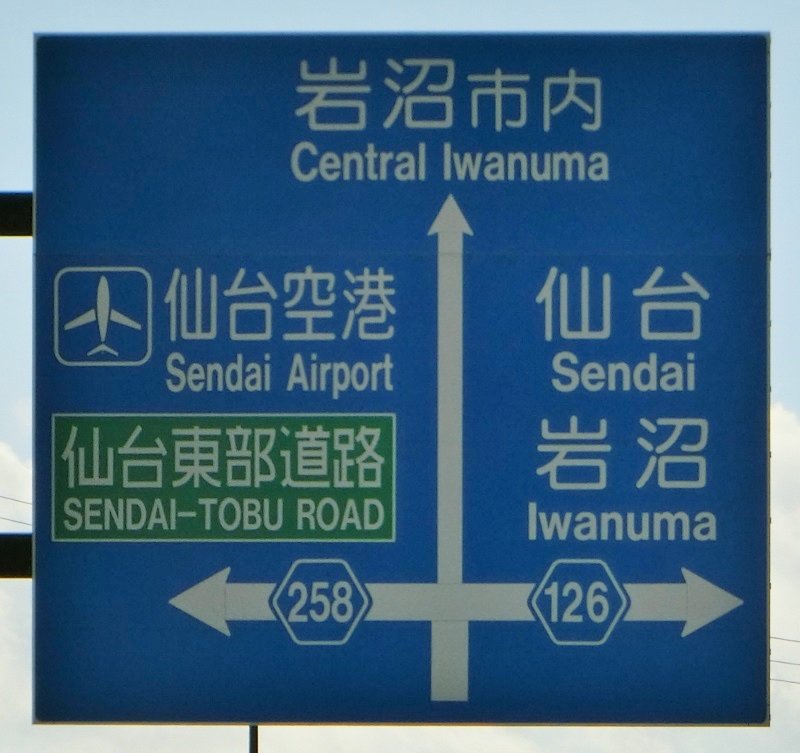 岩沼市内
Central Iwanuma
仙台空港
Sendai Airport
仙台東部道路
SENDAI-TOBU ROAD
258
仙台
Sendai
岩沼
Iwanuma
126